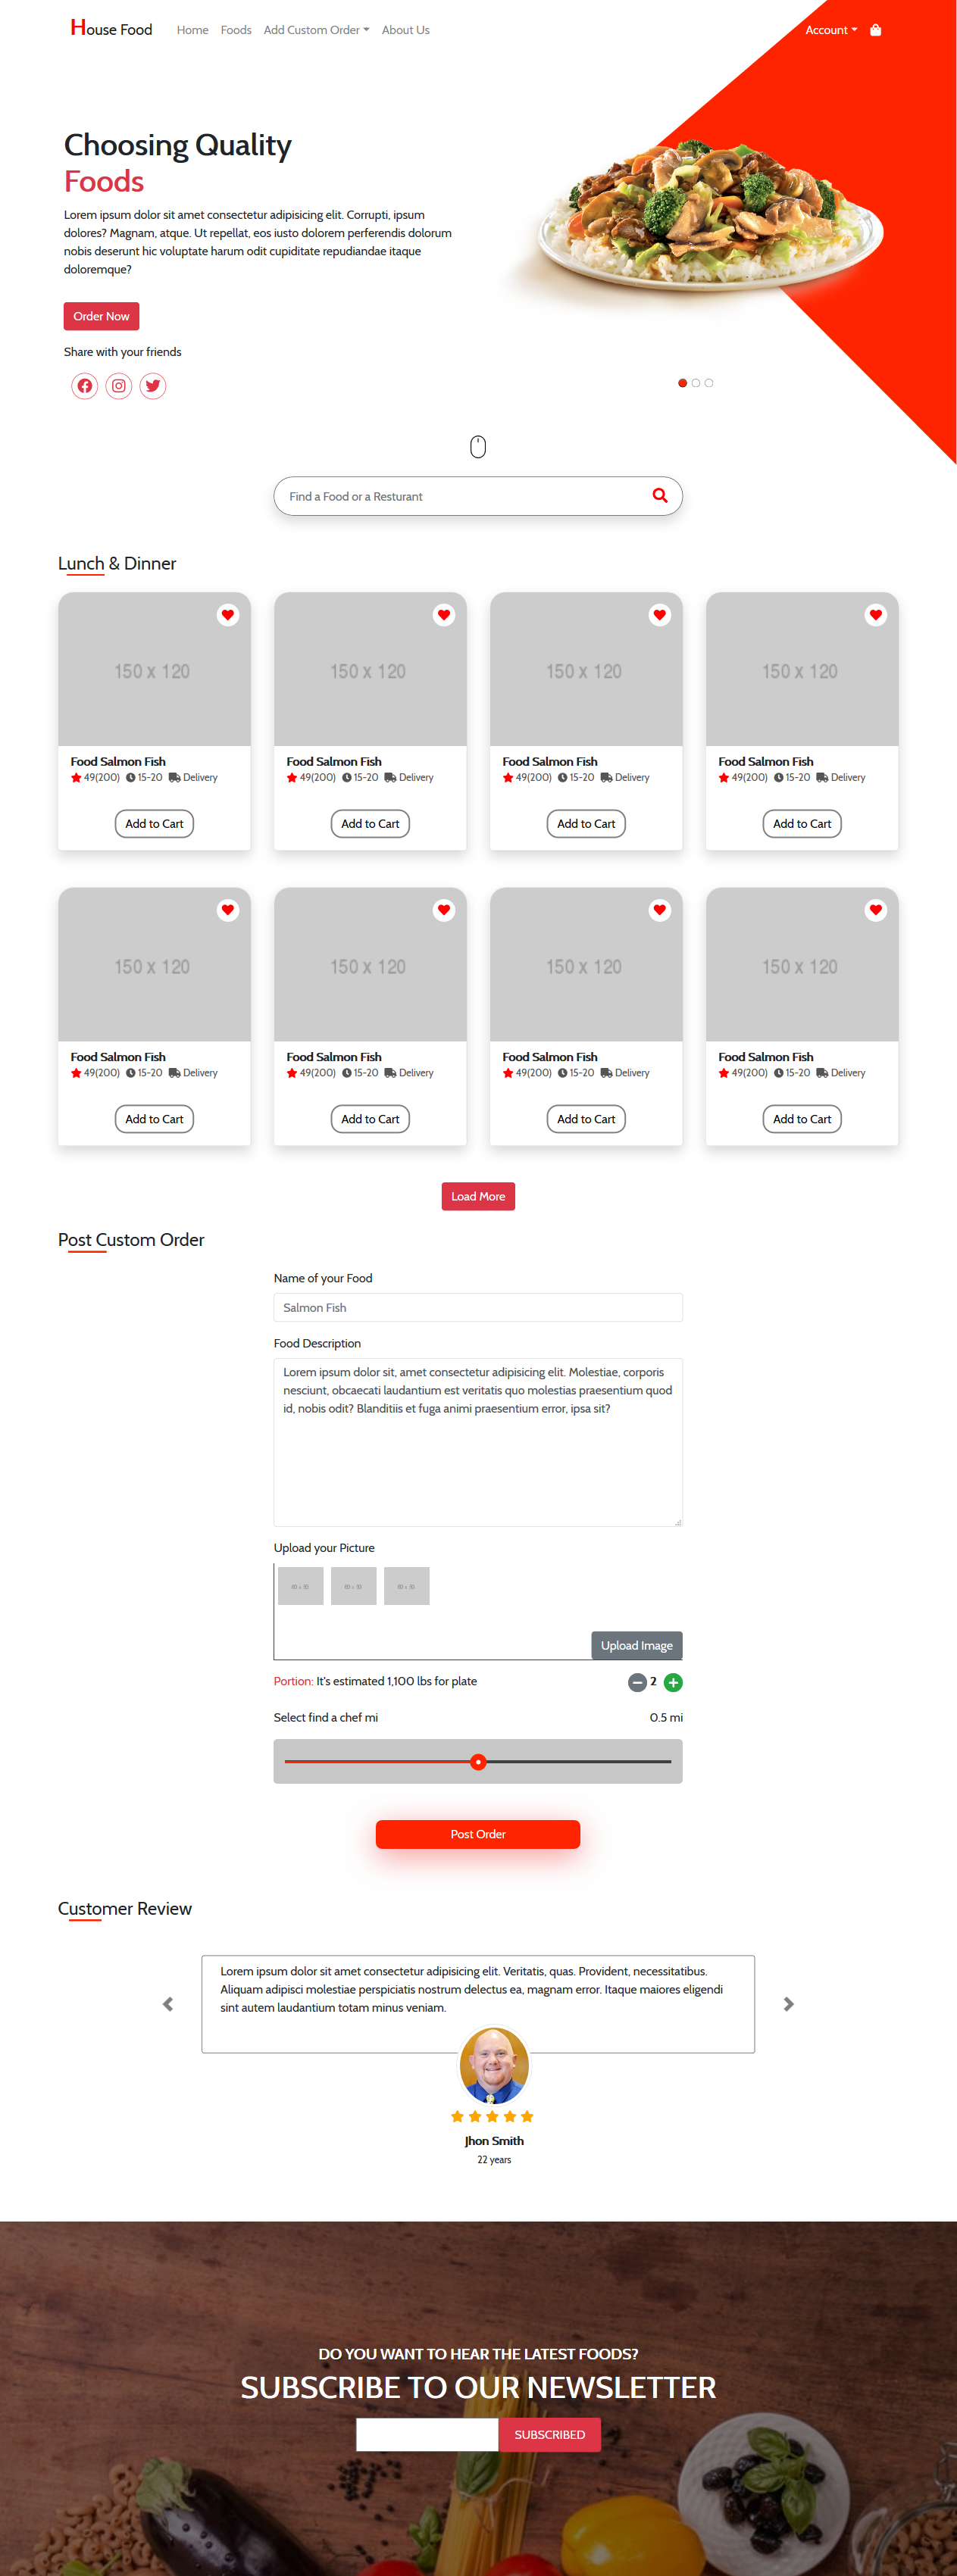 House Food
Home Foods Add Custom Order About Us
Account
Choosing Quality
Foods
Lorem ipsum dolor sit amet consectetur adipisicing elit. Corrupti, ipsum
dolores? Magnam, atque. Ut repellat, eos iusto dolorem perferendis dolorum
nobis deserunt hic voluptate harum odit cupiditate repudiandae itaque
doloremque?
Order Now
Share with your friends
Find a Food or a Resturant
Lunch & Dinner
150 x 120 150 x 120 150 x 120 150 x 120
Food Salmon Fish Food Salmon Fish Food Salmon Fish Food Salmon Fish
49(200) 15-20 Delivery 49(200) 15-20 Delivery 49(200) 15-20 Delivery 49(200) 15-20 Delivery
Add to Cart Add to Cart Add to Cart Add to Cart
150 x 120 150 x 120 150 x 120 150 x 120
Food Salmon Fish Food Salmon Fish Food Salmon Fish Food Salmon Fish
49(200) 15-20 Delivery 49(200) 15-20 Delivery 49(200) 15-20 Delivery 49(200) 15-20 Delivery
Add to Cart Add to Cart Add to Cart Add to Cart
Load More
Post Custom Order
Name of your Food
Salmon Fish
Food Description
Lorem ipsum dolor sit, amet consectetur adipisicing elit. Molestiae, corporis
nesciunt, obcaecati laudantium est veritatis quo molestias praesentium quod
id, nobis odit? Blanditiis et fuga animi praesentium error, ipsa sit?
Upload your Picture
Upload Image
Portion: It's estimated 1,100 lbs for plate 2
Select find a chef mi 0.5 mi
Post Order
Customer Review
Lorem ipsum dolor sit amet consectetur adipisicing elit. Veritatis, quas. Provident, necessitatibus.
Aliquam adipisci molestiae perspiciatis nostrum delectus ea, magnam error. Itaque maiores eligendi
sint autem laudantium totam minus veniam.
Jhon Smith
22 years
DO YOU WANT TO HEAR THE LATEST FOODS?
SUBSCRIBE TO OUR NEWSLETTER
SUBSCRIBED